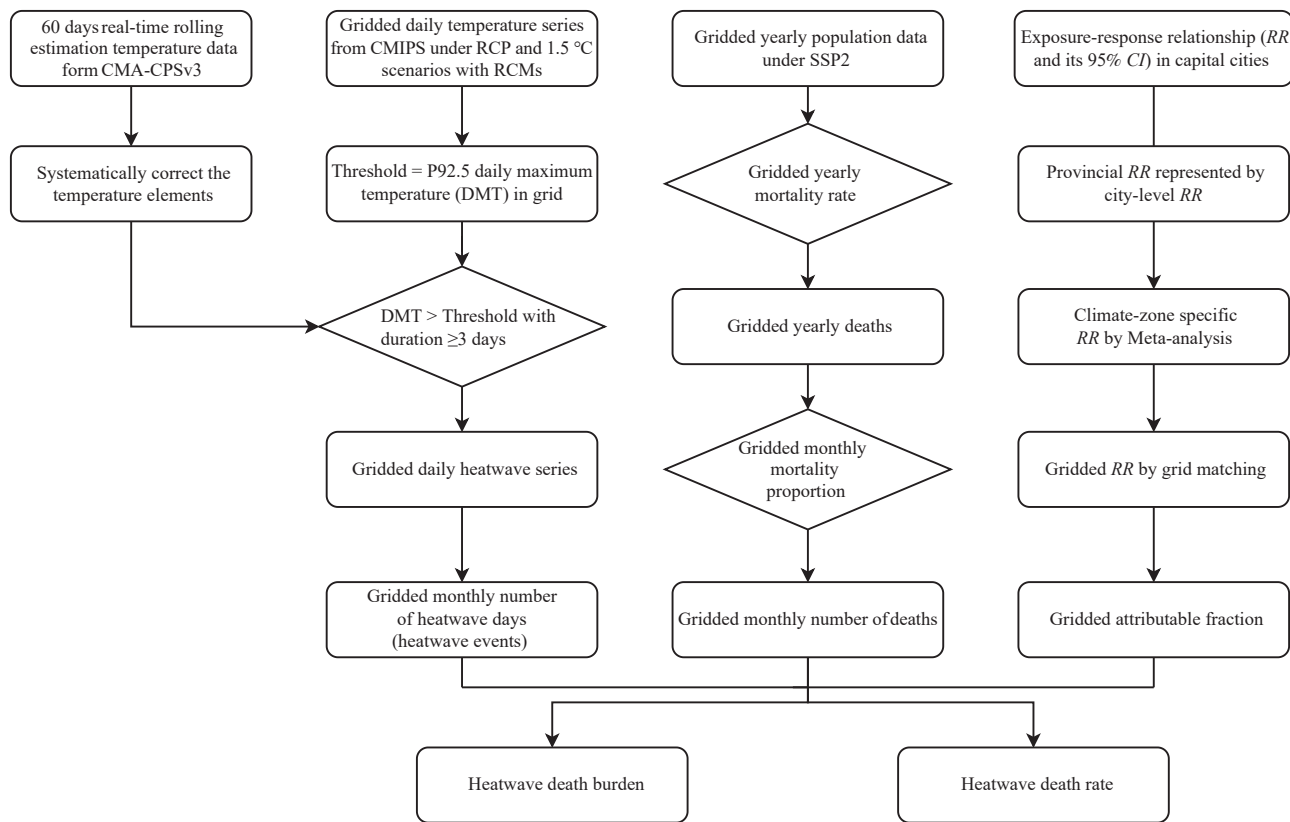 60 days real-time rolling
estimation temperature data
form CMA-CPSv3
Gridded daily temperature series
from CMIPS under RCP and 1.5 °C
scenarios with RCMs
Gridded yearly population data
under SSP2
Exposure-response relationship (RR
and its 95% CI) in capital cities
Systematically correct the
temperature elements
Threshold = P92.5 daily maximum
temperature (DMT) in grid
Gridded yearly
mortality rate
Provincial RR represented by
city-level RR
DMT > Threshold with
duration ≥3 days
Gridded yearly deaths
Climate-zone specific
RR by Meta-analysis
Gridded daily heatwave series
Gridded monthly
mortality
proportion
Gridded RR by grid matching
Gridded monthly number
of heatwave days
(heatwave events)
Gridded monthly number of deaths
Gridded attributable fraction
Heatwave death burden
Heatwave death rate